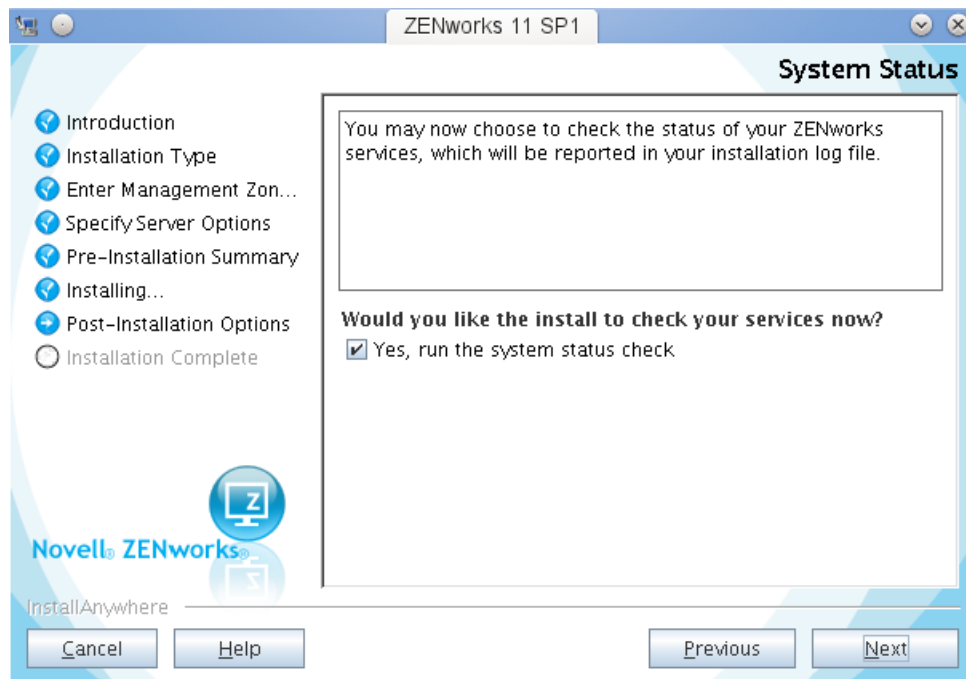 ZENworks 11 SP1
System Status
Introduction
Installation Type
Enter Management Zon...
Specify Server Options
Pre-Installation Summary
Installing...
Post-Installation Options
Installation Complete
You may now choose to check the status of your ZENworks
services, which will be reported in your installation log file.
Would you like the install to check your services now?
Yes, run the system status check
Z
Novell® ZENworks®
InstallAnywhere
Cancel
Help
Previous
Next